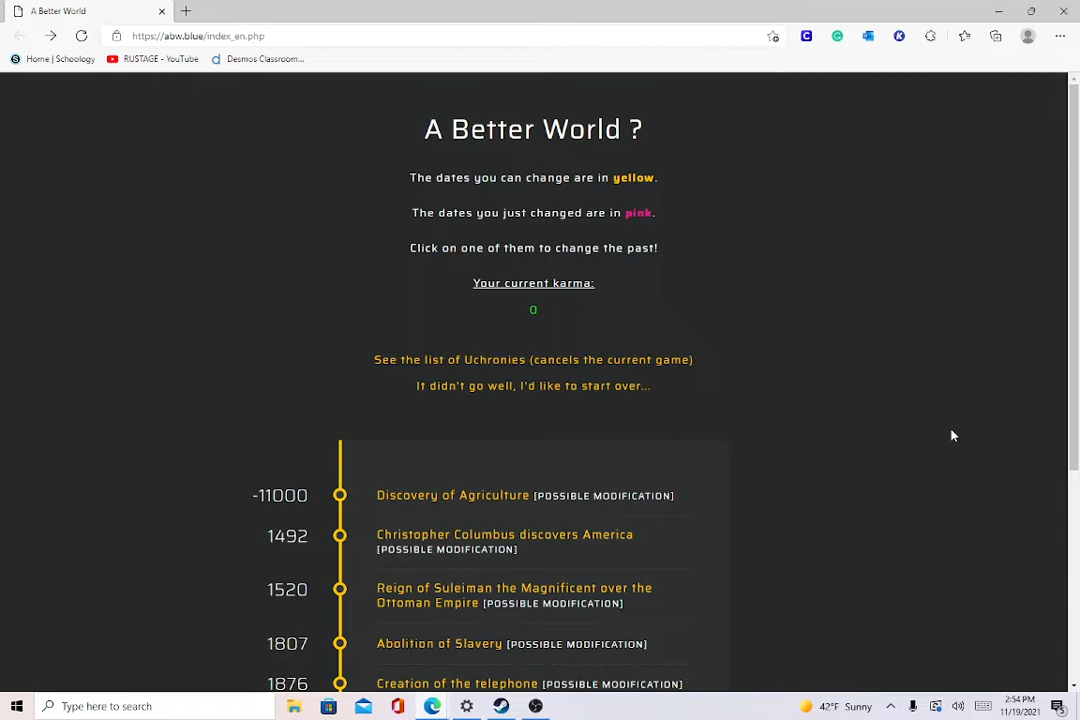 A Better World
https://abw.blue/index_en.php
Home | Schoology
RUSTAGE - YouTube
Desmos Classroom...
A Better World ?
The dates you can change are in yellow.
The dates you just changed are in pink.
Click on one of them to change the past!
Your current karma:
0
See the list of Uchronies (cancels the current game)
It didn't go well, I'd like to start over...
-11000 Discovery of Agriculture [POSSIBLE MODIFICATION]
1492 Christopher Columbus discovers America
[POSSIBLE MODIFICATION]
1520 Reign of Suleiman the Magnificent over the
Ottoman Empire [POSSIBLE MODIFICATION]
1807 Abolition of Slavery [POSSIBLE MODIFICATION]
1876 Creation of the telephone [POSSIBLE MODIFICATION]
Type here to search
42°F Sunny
2:54 PM
11/19/2021